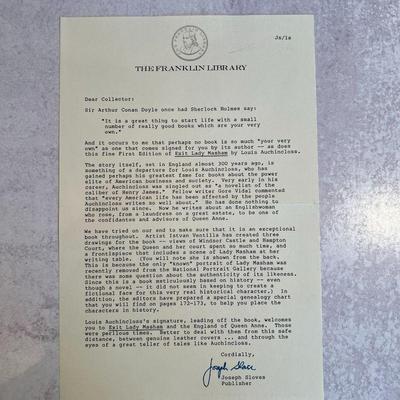 JS/ls
THE FRANKLIN LIBRARY
Dear Collector:
Sir Arthur Conan Doyle once had Sherlock Holmes say:
"It is a great thing to start life with a small
number of really good books which are your very
own."
And it occurs to me that perhaps no book is so much "your very
own" as one that comes signed for you by its author -- as does
this fine First Edition of Exit Lady Masham by Louis Auchincloss.
The story itself, set in England almost 300 years ago, is
something of a departure for Louis Auchincloss, who has
gained perhaps his greatest fame for books about the power
elite of American business and society. Very early in his
career, Auchincloss was singled out as "a novelist of the
caliber of Henry James." Fellow writer Gore Vidal commented
that "every American life has been affected by the people
Auchincloss writes so well about." He has done nothing to
disappoint us since. Now he writes about an Englishwoman
who rose, from a laundress on a great estate, to be one of
the confidantes and advisors of Queen Anne.
We have tried on our end to make sure that it is an exceptional
book throughout. Artist Istvan Ventilla has created three
drawings for the book -- views of Windsor Castle and Hampton
Court, where the Queen and her court spent so much time, and
a frontispiece that includes a scene of Lady Masham at her
writing table. (You will note she is shown from the back.
This is because the only "known" portrait of Lady Masham was
recently removed from the National Portrait Gallery because
there was some question about the authenticity of its likeness.
Since this is a book meticulously based on history -- even
though a novel -- it did not seem in keeping to create a
fictional face for this very real historical character.) In
addition, the editors have prepared a special genealogy chart
that you will find on pages 172-173, to help you place the
characters in history.
Louis Auchincloss's signature, leading off the book, welcomes
you to Exit Lady Masham and the England of Queen Anne. Those
were perilous times. Better to deal with them from this safe
distance, between genuine leather covers ... and through the
eyes of a great teller of tales like Auchincloss.
Cordially,
Joseph Sloves
Joseph Sloves
Publisher